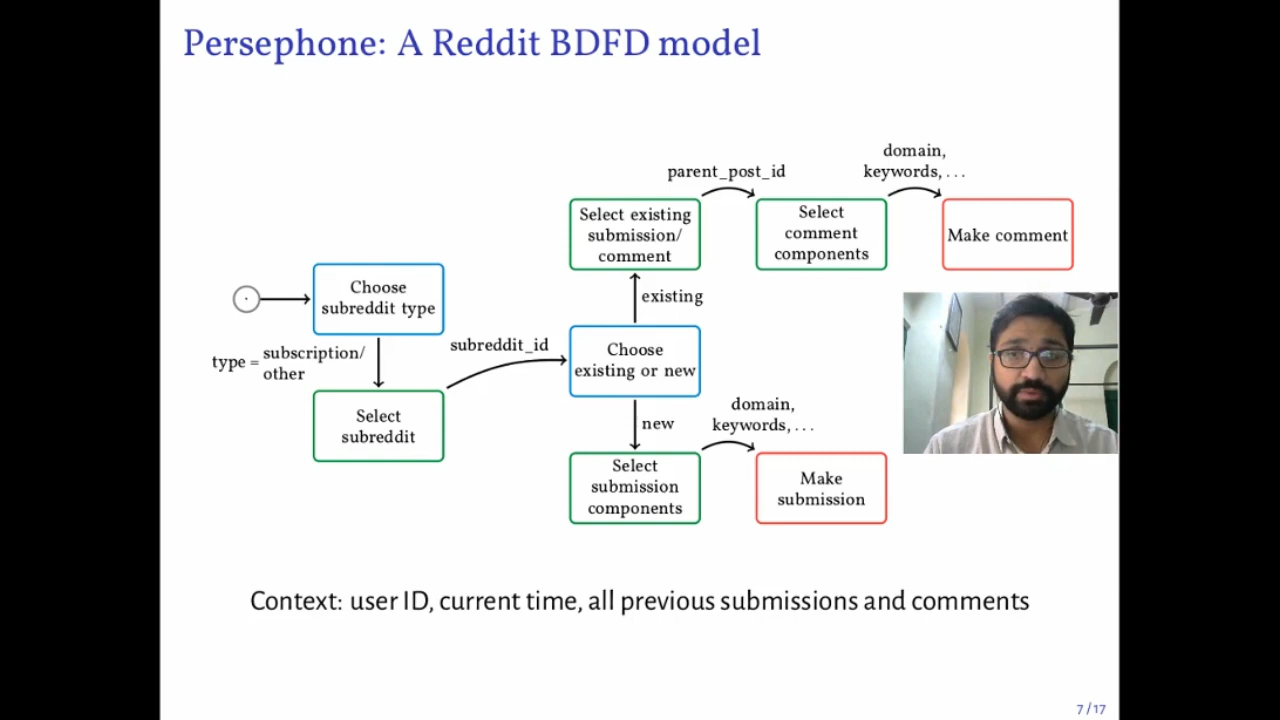 Persephone: A Reddit BDFD model
domain,
keywords, ...
parent_post_id
Select existing
submission/
comment
Select
comment
components
Make comment
Choose
subreddit type
existing
type = subscription/
other
subreddit_id
Choose
existing or new
Select
subreddit
new
domain,
keywords, ...
Select
submission
components
Make
submission
Context: user ID, current time, all previous submissions and comments
7 / 17